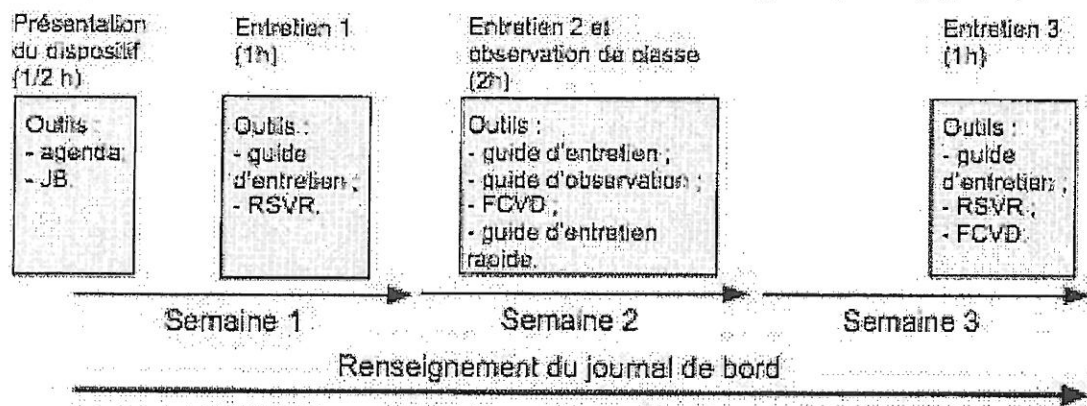 Présentation
du dispositif
(1/2 h)
Outils :
- agenda;
- JB.
Entretien 1
(1h)
Outils :
- guide
d'entretien ;
- RSVR.
Entretien 2 et
observation de classe
(2h)
Outils :
- guide d'entretien ;
- guide d'observation ;
- FCVD ;
- guide d'entretien
rapide.
Entretien 3
(1h)
Outils :
- guide
d'entretien ;
- RSVR ;
- FCVD.
Semaine 1
Semaine 2
Semaine 3
Renseignement du journal de bord